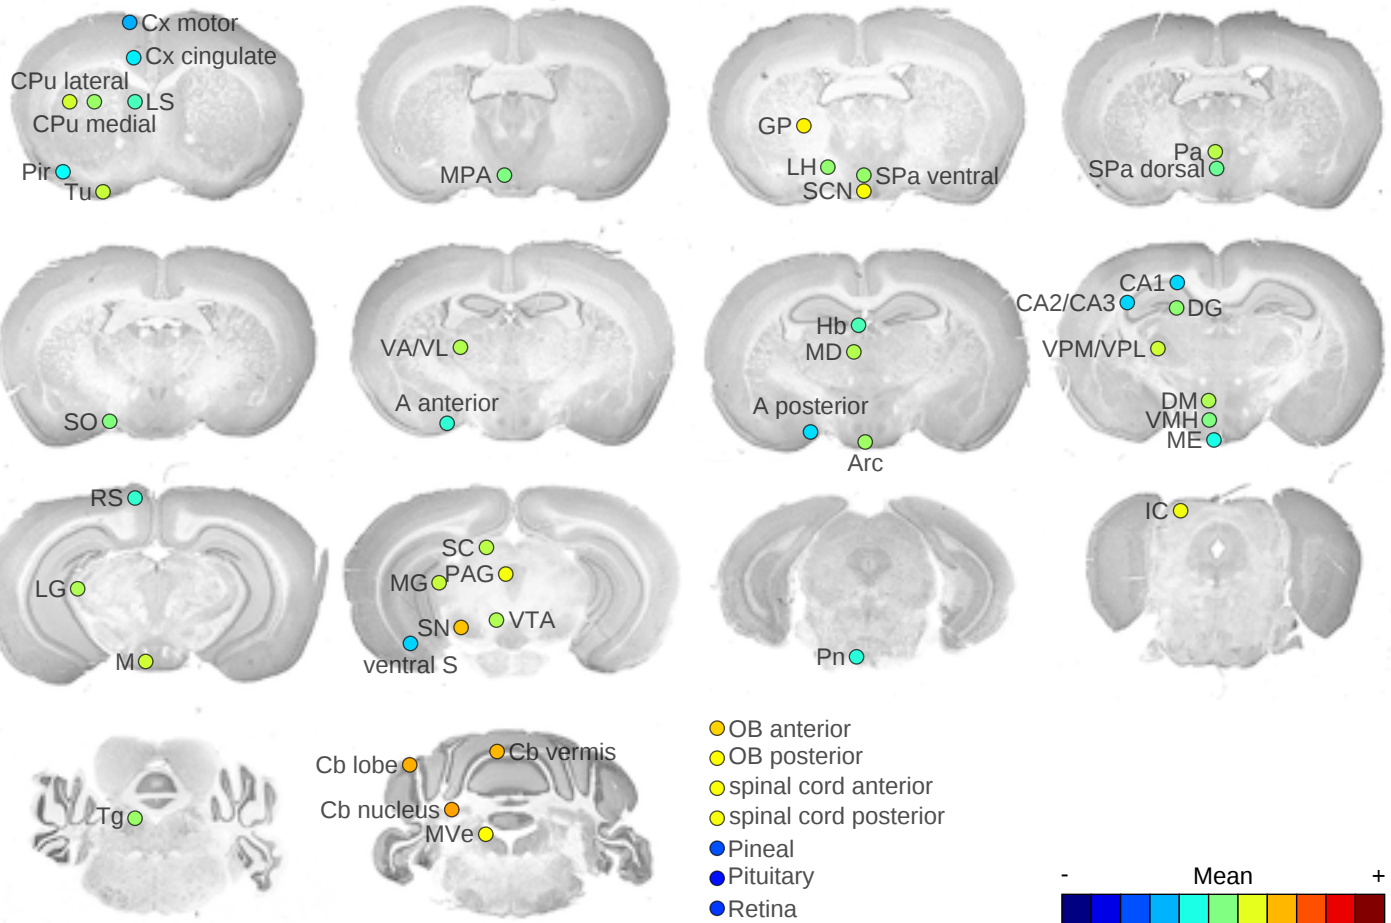 Cx motor
Cx cingulate
CPu lateral
LS
CPu medial
Pir
Tu
MPA
GP
LH
SPa ventral
SCN
Pa
SPa dorsal
SO
VA/VL
A anterior
Hb
MD
A posterior
Arc
CA1
CA2/CA3
DG
VPM/VPL
DM
VMH
ME
RS
LG
M
SC
MG
PAG
SN
VTA
ventral S
Pn
IC
Tg
Cb lobe
Cb vermis
Cb nucleus
MVe
OB anterior
OB posterior
spinal cord anterior
spinal cord posterior
Pineal
Pituitary
Retina
- Mean +